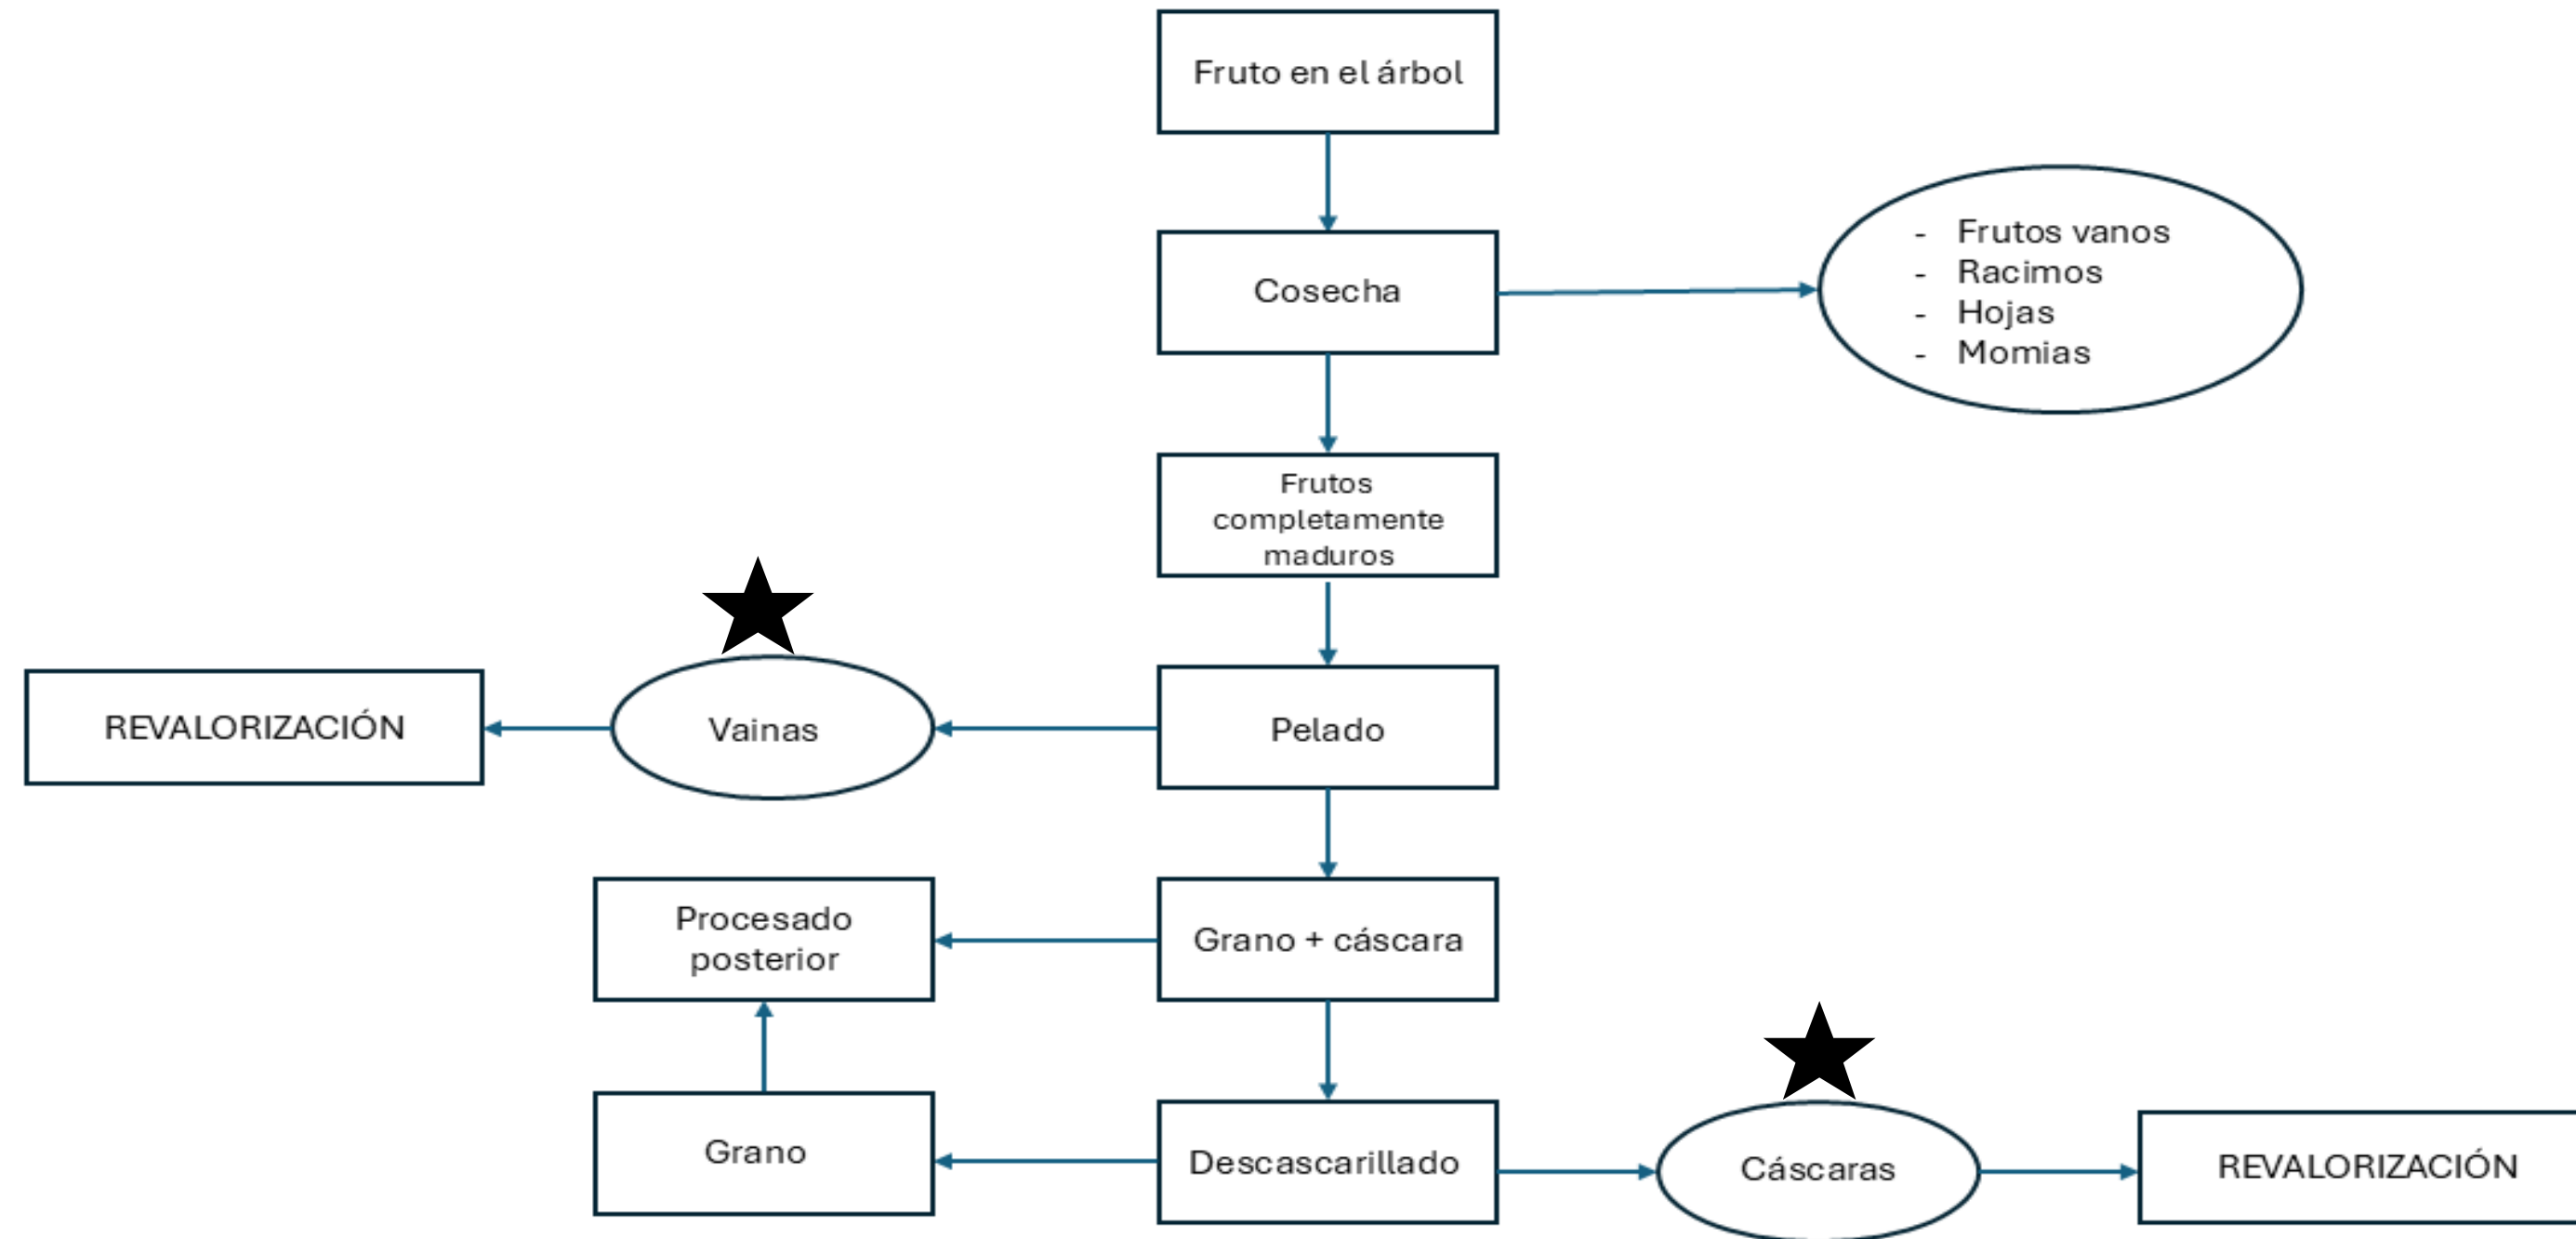 Fruto en el árbol
Cosecha
- Frutos vanos
- Racimos
- Hojas
- Momias
Frutos
completamente
maduros
REVALORIZACIÓN
Vainas
Pelado
Procesado
posterior
Grano + cáscara
Grano
Descascarillado
Cáscaras
REVALORIZACIÓN